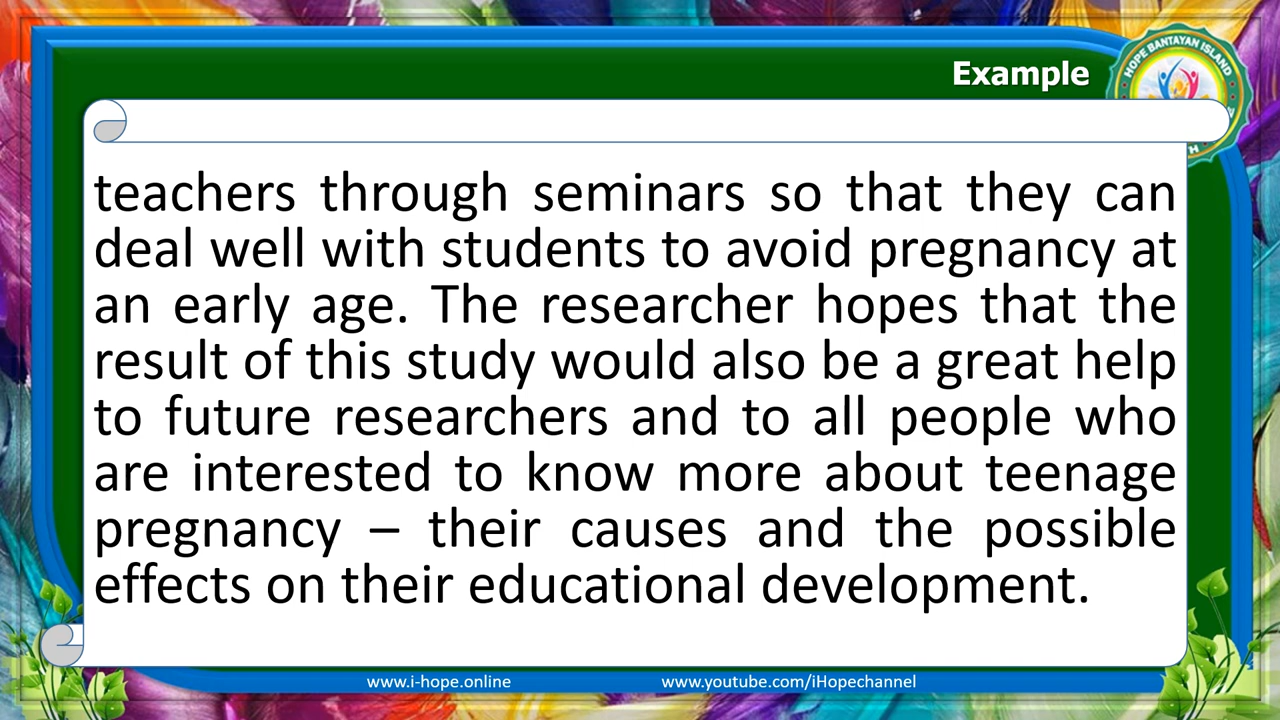 Example
HOPE BANTAYAN ISLAND
teachers through seminars so that they can
deal well with students to avoid pregnancy at
an early age. The researcher hopes that the
result of this study would also be a great help
to future researchers and to all people who
are interested to know more about teenage
pregnancy – their causes and the possible
effects on their educational development.
www.i-hope.online
www.youtube.com/iHopechannel